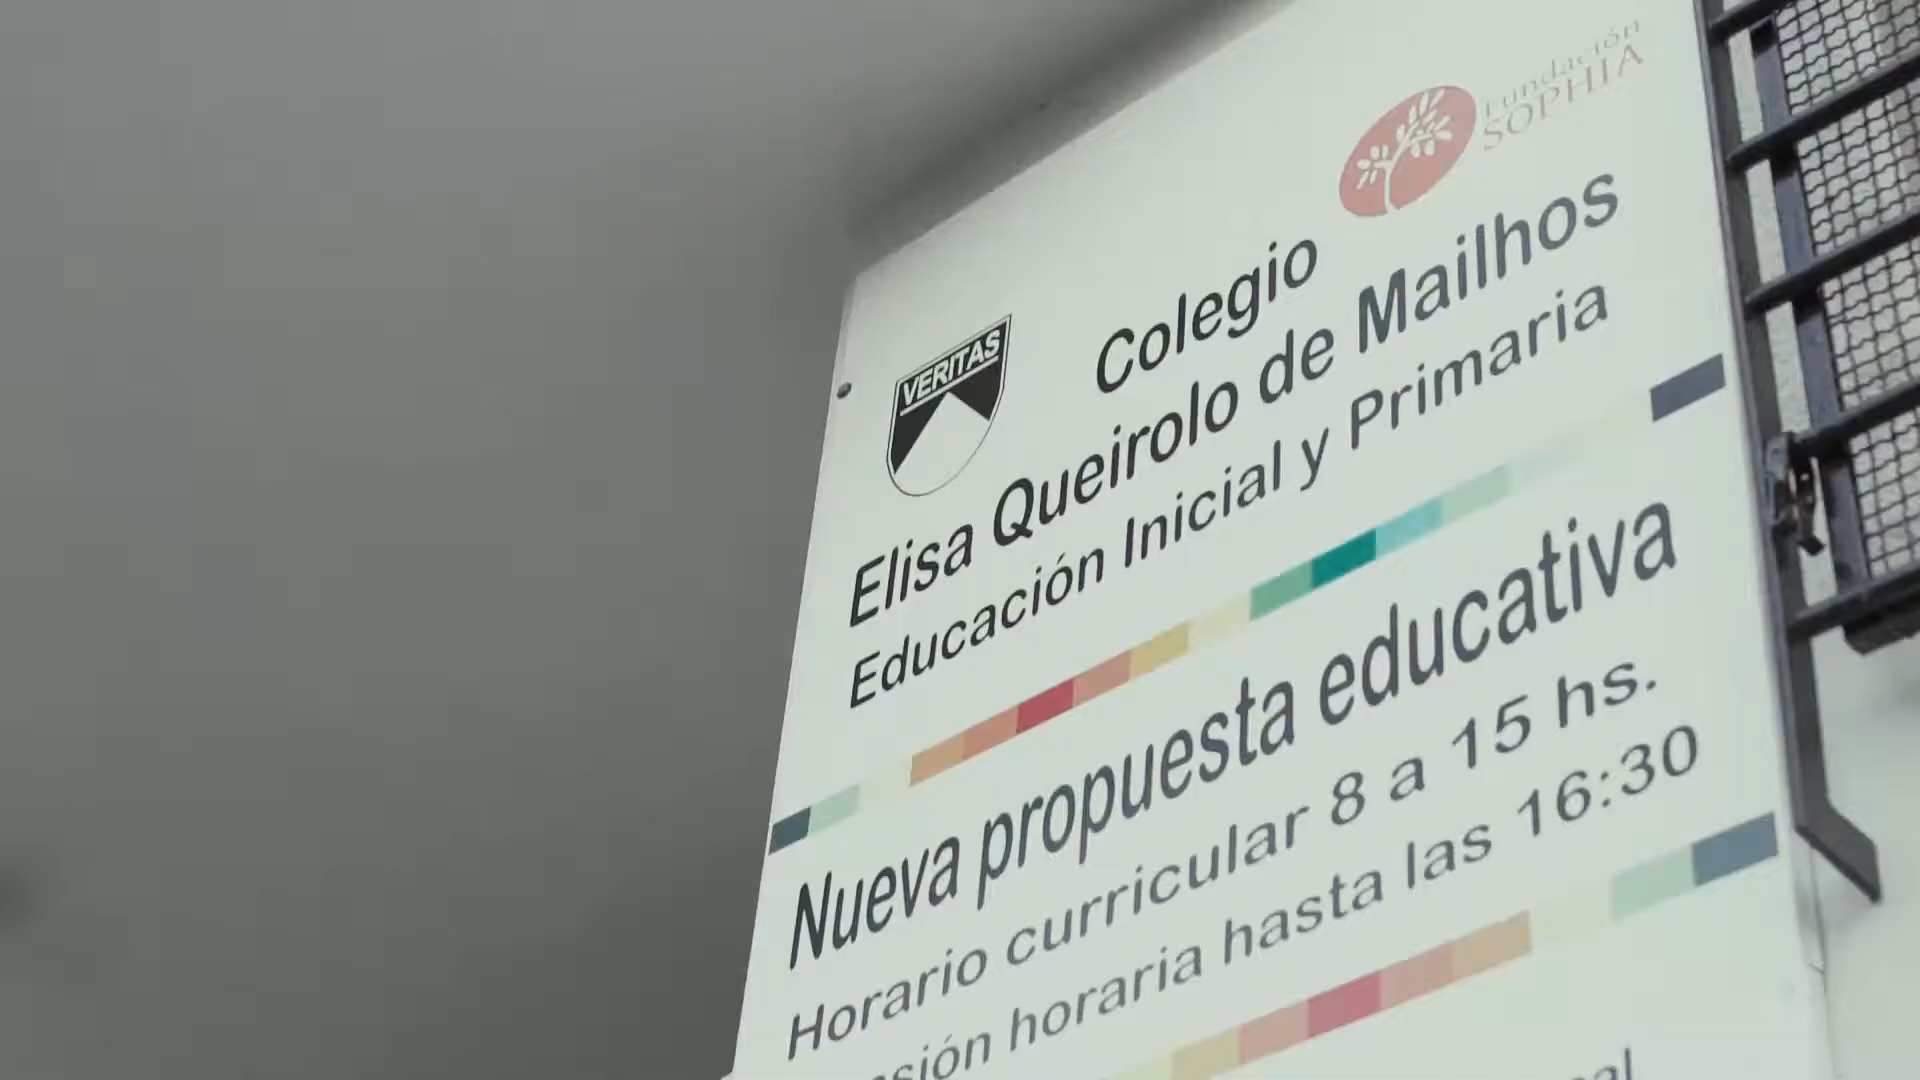 Fundación
SOPHIA
VERITAS
Colegio
Elisa Queirolo de Mailhos
Educación Inicial y Primaria
Nueva propuesta educativa
Horario curricular 8 a 15 hs.
horaria hasta las 16:30